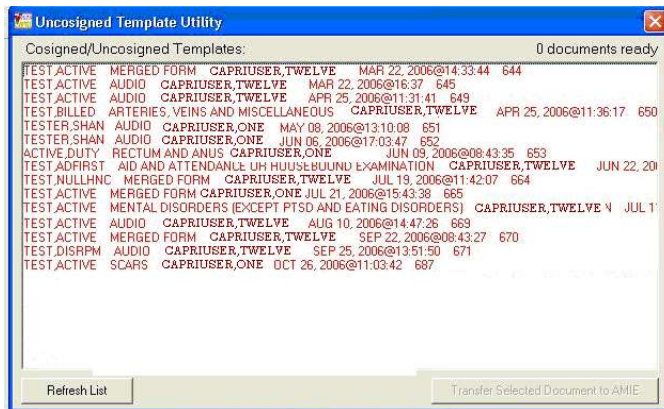 Uncosigned Template Utility
Cosigned/Uncosigned Templates: 0 documents ready
TEST,ACTIVE MERGED FORM CAPRIUSER,TWELVE MAR 22, 2006@14:33:44 644
TEST,ACTIVE AUDIO CAPRIUSER,TWELVE MAR 22, 2006@16:37 645
TEST,ACTIVE AUDIO CAPRIUSER,TWELVE APR 25, 2006@11:31:41 649
TEST,BILLED ARTERIES, VEINS AND MISCELLANEOUS CAPRIUSER,TWELVE APR 25, 2006@11:36:17 650
TESTER,SHAN AUDIO CAPRIUSER,ONE MAY 08, 2006@13:10:08 651
TESTER,SHAN AUDIO CAPRIUSER,ONE JUN 06, 2006@17:03:47 652
ACTIVE,DUTY RECTUM AND ANUS CAPRIUSER,ONE JUN 09, 2006@08:43:35 653
TEST,ADFIRST AID AND ATTENDANCE OR HOUSEBOUND EXAMINATION CAPRIUSER,TWELVE JUN 22, 20
TEST,NULLHNC MERGED FORM CAPRIUSER,TWELVE JUL 19, 2006@11:42:07 664
TEST,ACTIVE MERGED FORM CAPRIUSER,ONE JUL 21, 2006@15:43:38 665
TEST,ACTIVE MENTAL DISORDERS (EXCEPT PTSD AND EATING DISORDERS) CAPRIUSER,TWELVE N JUL 1
TEST,ACTIVE AUDIO CAPRIUSER,TWELVE AUG 10, 2006@14:47:26 669
TEST,ACTIVE MERGED FORM CAPRIUSER,TWELVE SEP 22, 2006@08:43:27 670
TEST,DISRPM AUDIO CAPRIUSER,TWELVE SEP 25, 2006@13:51:50 671
TEST,ACTIVE SCARS CAPRIUSER,ONE OCT 26, 2006@11:03:42 687
Refresh List Transfer Selected Document to AMIE